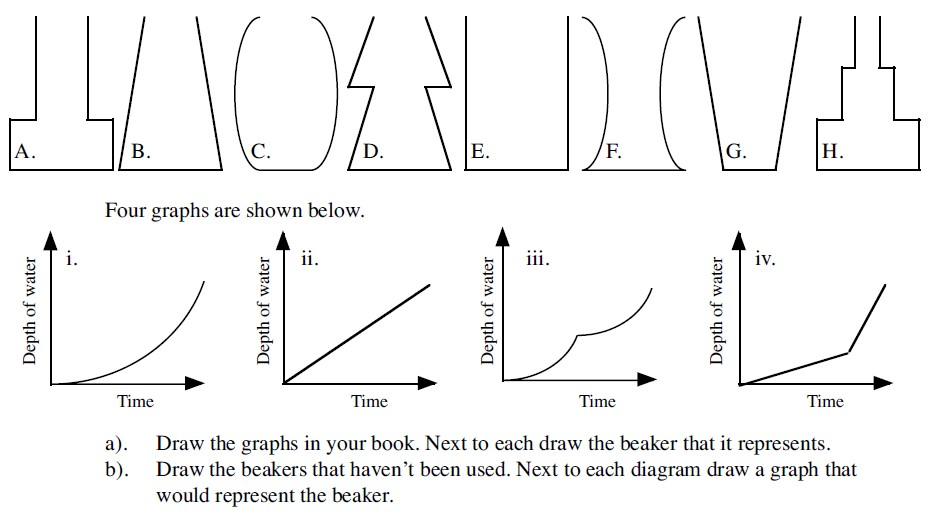 A. B. C. D. E. F. G. H.
Four graphs are shown below.
i. ii. iii. iv.
Depth of water Depth of water Depth of water Depth of water
Time Time Time Time
a). Draw the graphs in your book. Next to each draw the beaker that it represents.
b). Draw the beakers that haven't been used. Next to each diagram draw a graph that
would represent the beaker.